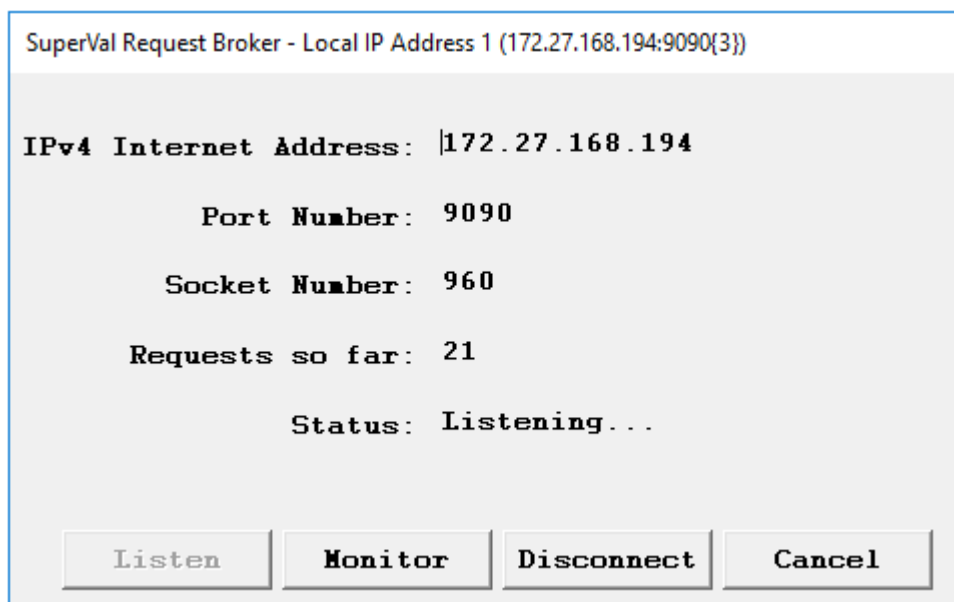 SuperVal Request Broker - Local IP Address 1 (172.27.168.194:9090{3})
IPv4 Internet Address: 172.27.168.194
Port Number: 9090
Socket Number: 960
Requests so far: 21
Status: Listening...
Listen Monitor Disconnect Cancel